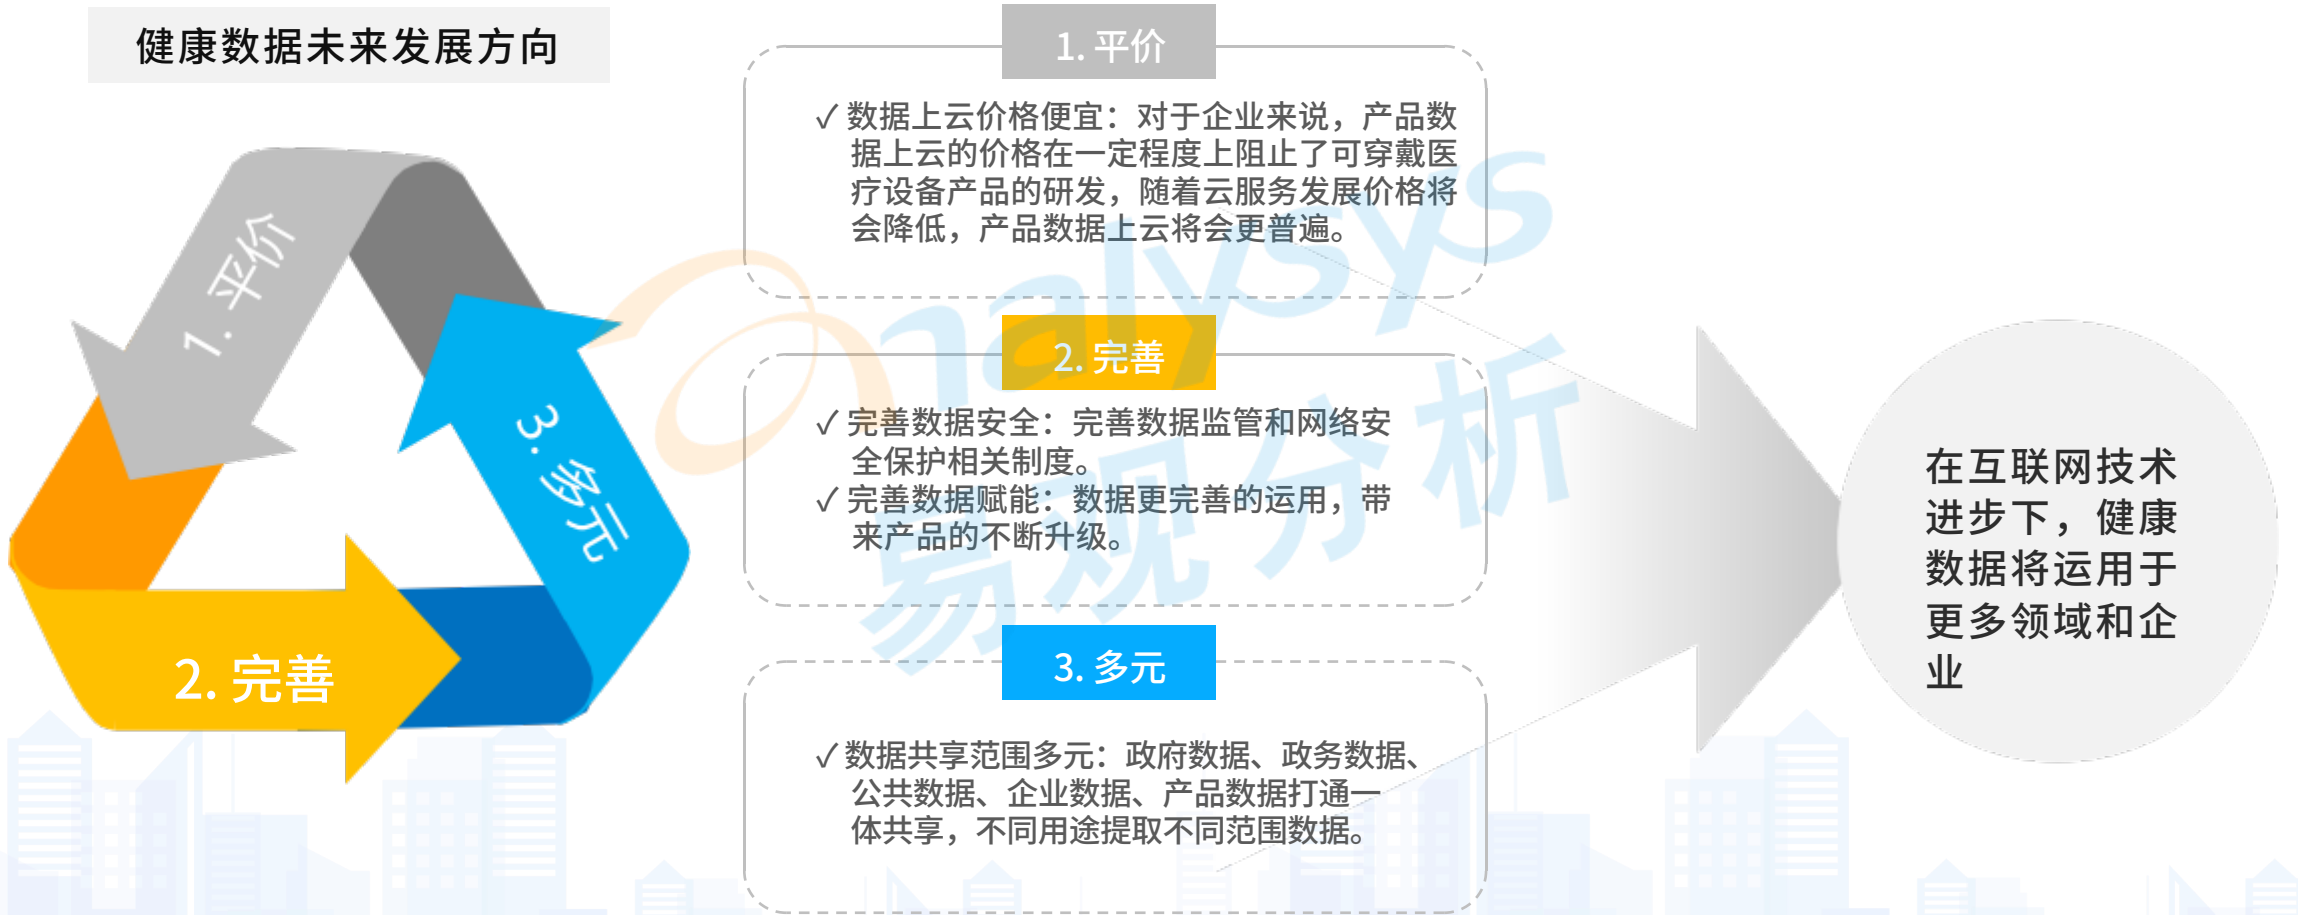 健康数据未来发展方向
1. 平价
2. 完善
3. 多元
1. 平价
✓数据上云价格便宜：对于企业来说，产品数
据上云的价格在一定程度上阻止了可穿戴医
疗设备产品的研发，随着云服务发展价格将
会降低，产品数据上云将会更普遍。
2. 完善
✓完善数据安全：完善数据监管和网络安
全保护相关制度。
✓完善数据赋能：数据更完善的运用，带
来产品的不断升级。
3. 多元
✓数据共享范围多元：政府数据、政务数据、
公共数据、企业数据、产品数据打通一
体共享，不同用途提取不同范围数据。
在互联网技术
进步下，健康
数据将运用于
更多领域和企
业
analysys
易观分析